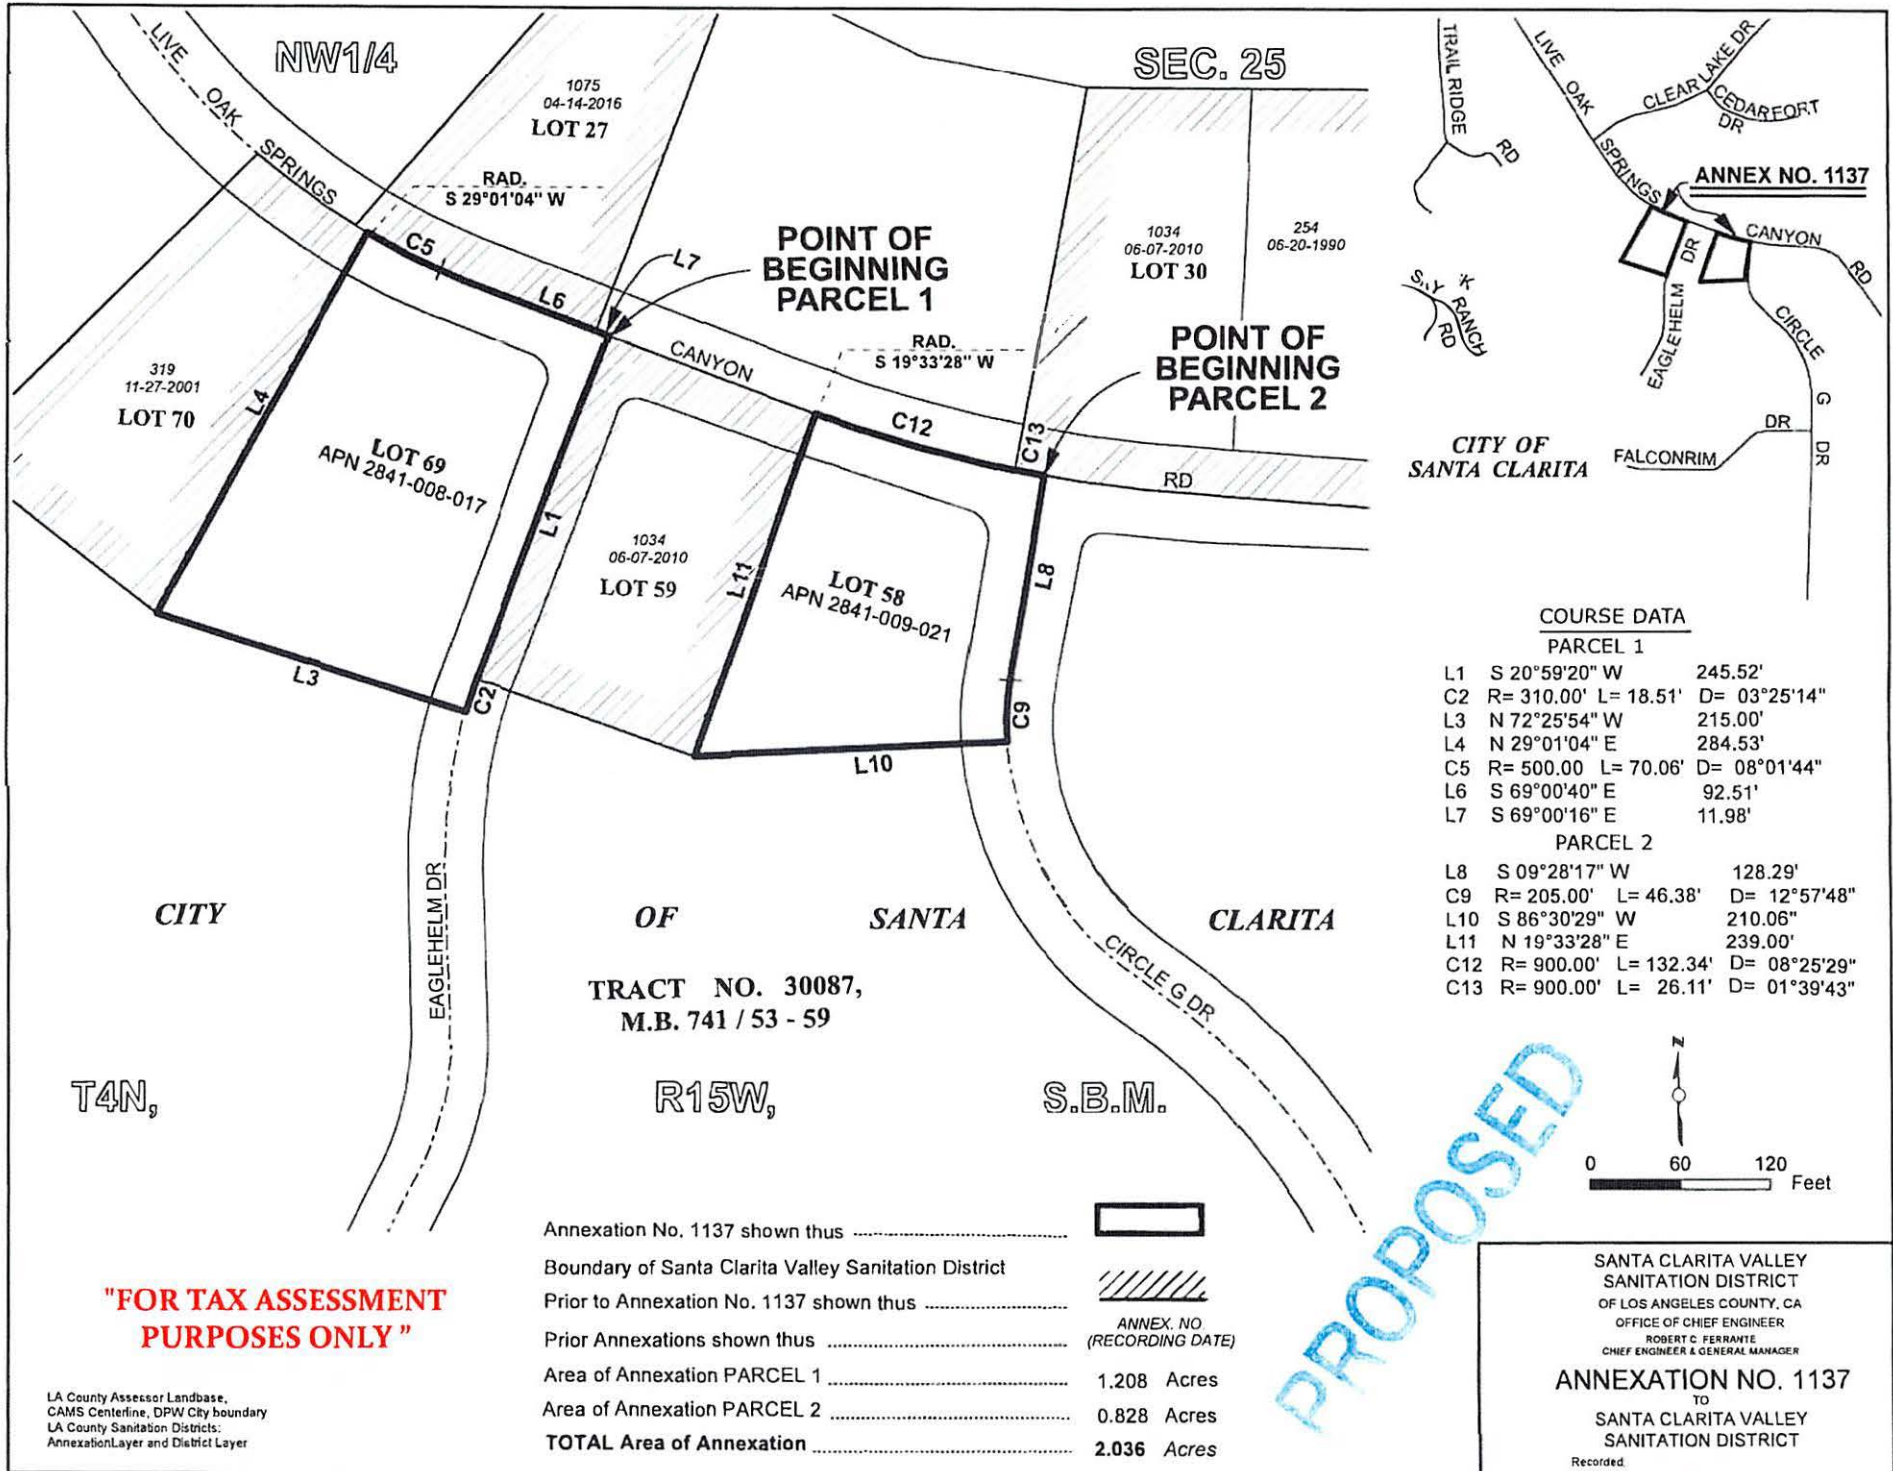 NW1/4
SEC. 25
LIVE
OAK
SPRINGS
1075
04-14-2016
LOT 27
RAD.
S 29°01'04" W
C5
L6
L7
POINT OF
BEGINNING
PARCEL 1
1034
06-07-2010
LOT 30
254
06-20-1990
CANYON
RAD.
S 19°33'28" W
POINT OF
BEGINNING
PARCEL 2
C12
C13
RD
319
11-27-2001
LOT 70
L4
LOT 69
APN 2841-008-017
L1
1034
06-07-2010
LOT 59
L11
LOT 58
APN 2841-009-021
L8
L3
C2
C9
L10
EAGLEHELM DR
CIRCLE G DR
CITY OF SANTA CLARITA
TRACT NO. 30087,
M.B. 741 / 53 - 59
T4N, R15W, S.B.M.
TRAIL RIDGE
RD
LIVE
OAK
SPRINGS
CANYON
RD
CLEAR LAKE DR
CEDARFORT
DR
ANNEX NO. 1137
EAGLEHELM
DR
RANCH
RD
CIRCLE
G
DR
FALCONRIM
DR
CITY OF
SANTA CLARITA
COURSE DATA
PARCEL 1
L1 S 20°59'20" W 245.52'
C2 R= 310.00' L= 18.51' D= 03°25'14"
L3 N 72°25'54" W 215.00'
L4 N 29°01'04" E 284.53'
C5 R= 500.00 L= 70.06' D= 08°01'44"
L6 S 69°00'40" E 92.51'
L7 S 69°00'16" E 11.98'
PARCEL 2
L8 S 09°28'17" W 128.29'
C9 R= 205.00' L= 46.38' D= 12°57'48"
L10 S 86°30'29" W 210.06"
L11 N 19°33'28" E 239.00'
C12 R= 900.00' L= 132.34' D= 08°25'29"
C13 R= 900.00' L= 26.11' D= 01°39'43"
N
0 60 120
Feet
PROPOSED
Annexation No. 1137 shown thus
Boundary of Santa Clarita Valley Sanitation District
Prior to Annexation No. 1137 shown thus
Prior Annexations shown thus
ANNEX. NO
(RECORDING DATE)
Area of Annexation PARCEL 1 1.208 Acres
Area of Annexation PARCEL 2 0.828 Acres
TOTAL Area of Annexation 2.036 Acres
"FOR TAX ASSESSMENT
PURPOSES ONLY "
LA County Assessor Landbase,
CAMS Centerline, DPW City boundary
LA County Sanitation Districts:
AnnexationLayer and District Layer
SANTA CLARITA VALLEY
SANITATION DISTRICT
OF LOS ANGELES COUNTY, CA
OFFICE OF CHIEF ENGINEER
ROBERT C. FERRANTE
CHIEF ENGINEER & GENERAL MANAGER
ANNEXATION NO. 1137
TO
SANTA CLARITA VALLEY
SANITATION DISTRICT
Recorded